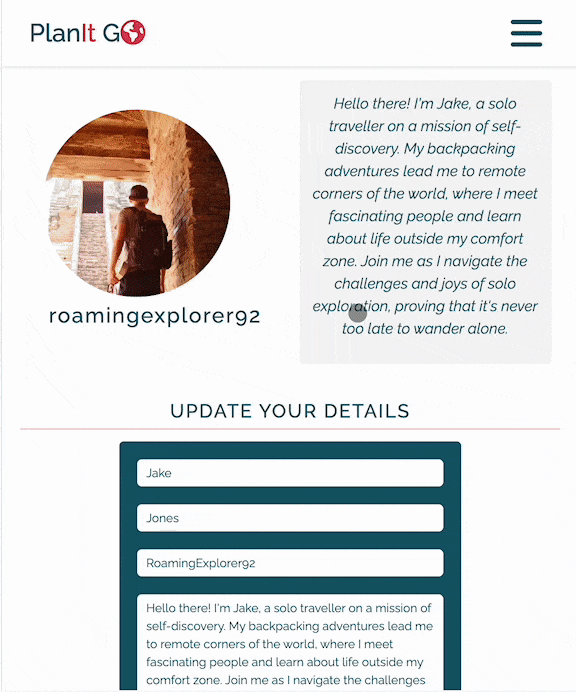 PlanIt GO
Hello there! I'm Jake, a solo
traveller on a mission of self-
discovery. My backpacking
adventures lead me to remote
corners of the world, where I meet
fascinating people and learn
about life outside my comfort
zone. Join me as I navigate the
challenges and joys of solo
exploration, proving that it's never
too late to wander alone.
roamingexplorer92
UPDATE YOUR DETAILS
Jake
Jones
RoamingExplorer92
Hello there! I'm Jake, a solo traveller on a mission of
self-discovery. My backpacking adventures lead me
to remote corners of the world, where I meet
fascinating people and learn about life outside my
comfort zone. Join me as I navigate the challenges